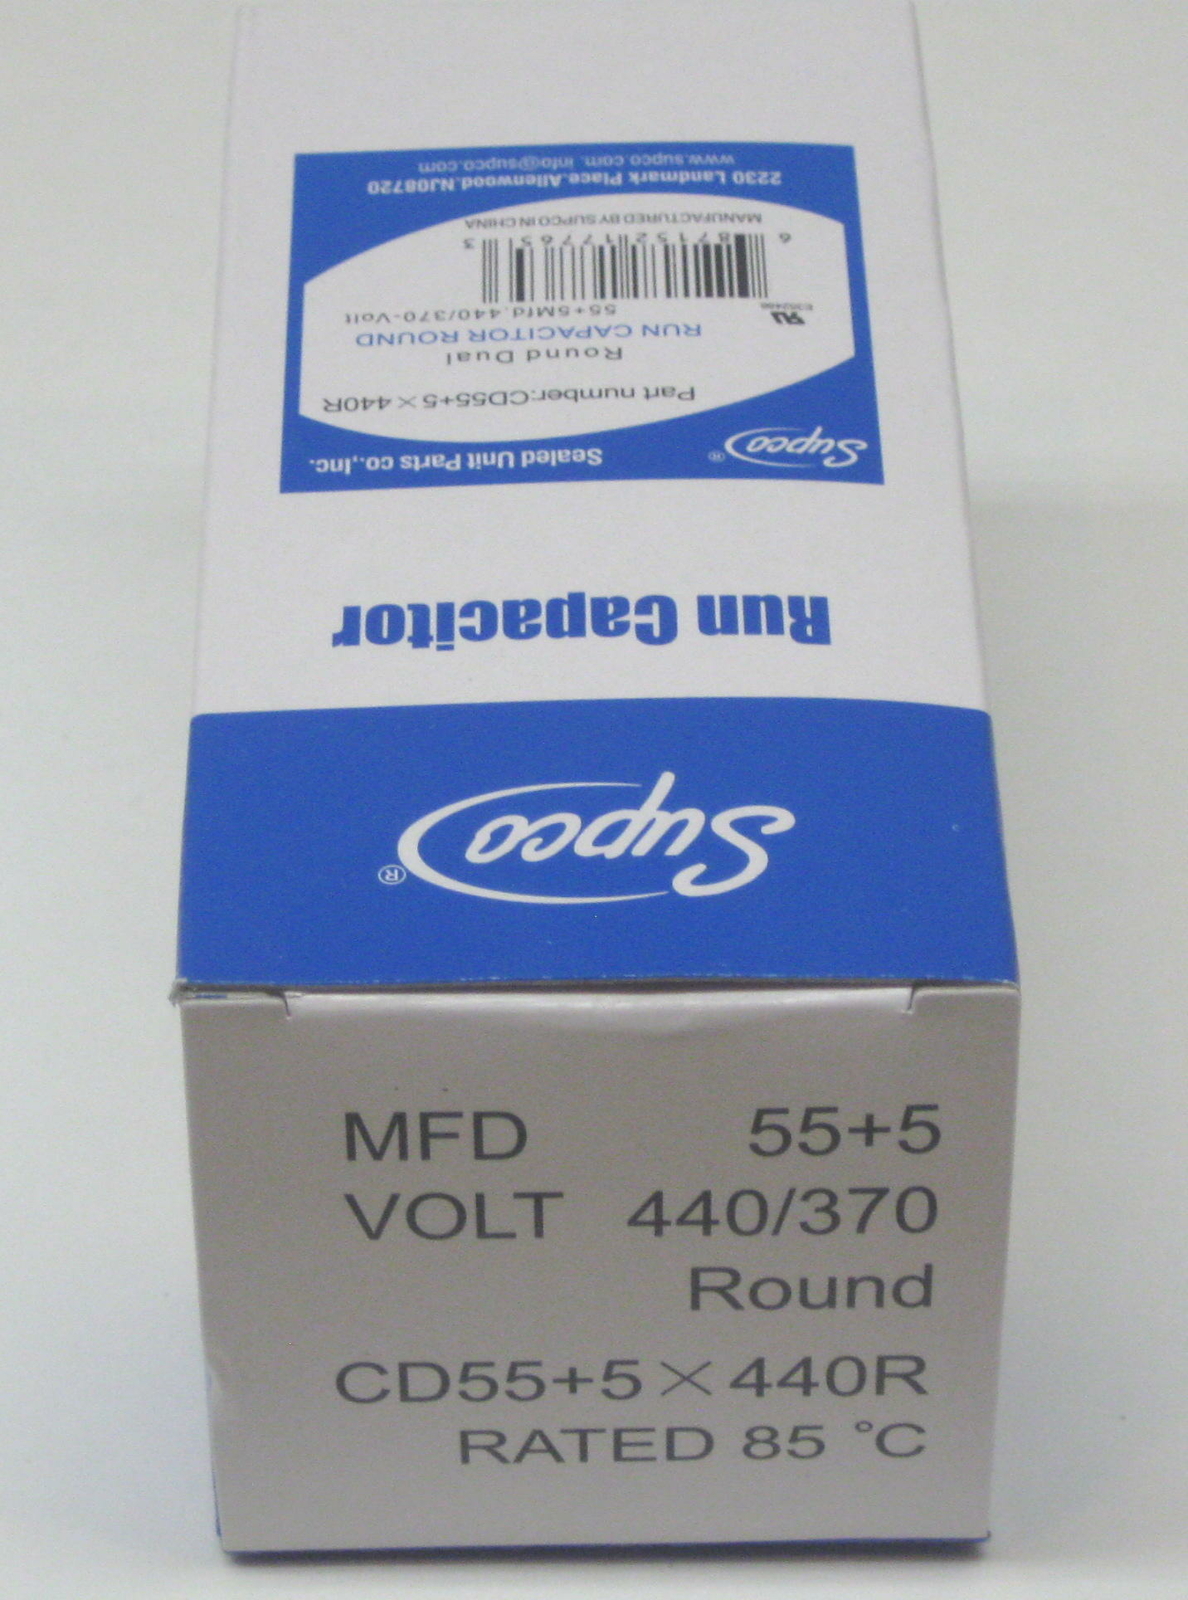 MFD 55+5
VOLT 440/370
Round
CD55+5×440R
RATED 85 °C
Supco®
Run Capacitor
Supco® Sealed Unit Parts co.,Inc.
Part number:CD55+5×440R
Round Dual
RUN CAPACITOR ROUND
55+5Mfd.440/370-Volt
MANUFACTURED BY SUPCO IN CHINA
2230 Landmark Place.Allenwood.NJ08720
www.supco com. info@supco.com